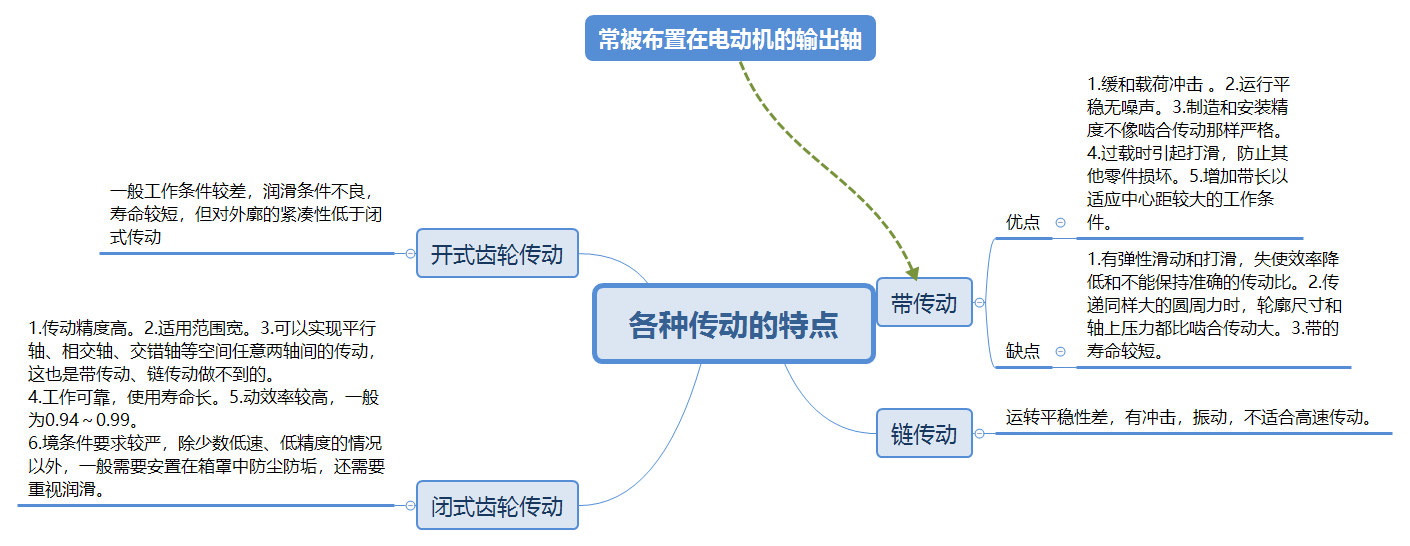 常被布置在电动机的输出轴
各种传动的特点
开式齿轮传动
一般工作条件较差，润滑条件不良，
寿命较短，但对外廓的紧凑性低于闭
式传动
闭式齿轮传动
1.传动精度高。2.适用范围宽。3.可以实现平行
轴、相交轴、交错轴等空间任意两轴间的传动，
这也是带传动、链传动做不到的。
4.工作可靠，使用寿命长。5.动效率较高，一般
为0.94～0.99。
6.境条件要求较严，除少数低速、低精度的情况
以外，一般需要安置在箱罩中防尘防垢，还需要
重视润滑。
带传动
优点
1.缓和载荷冲击 。2.运行平
稳无噪声。3.制造和安装精
度不像啮合传动那样严格。
4.过载时引起打滑，防止其
他零件损坏。5.增加带长以
适应中心距较大的工作条
件。
缺点
1.有弹性滑动和打滑，失使效率降
低和不能保持准确的传动比。2.传
递同样大的圆周力时，轮廓尺寸和
轴上压力都比啮合传动大。3.带的
寿命较短。
链传动
运转平稳性差，有冲击，振动，不适合高速传动。